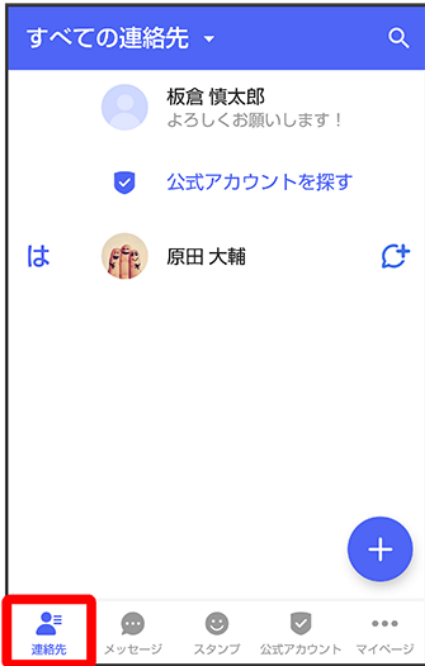 すべての連絡先
板倉 慎太郎
よろしくお願いします！
公式アカウントを探す
は
原田 大輔
連絡先
メッセージ
スタンプ
公式アカウント
マイページ